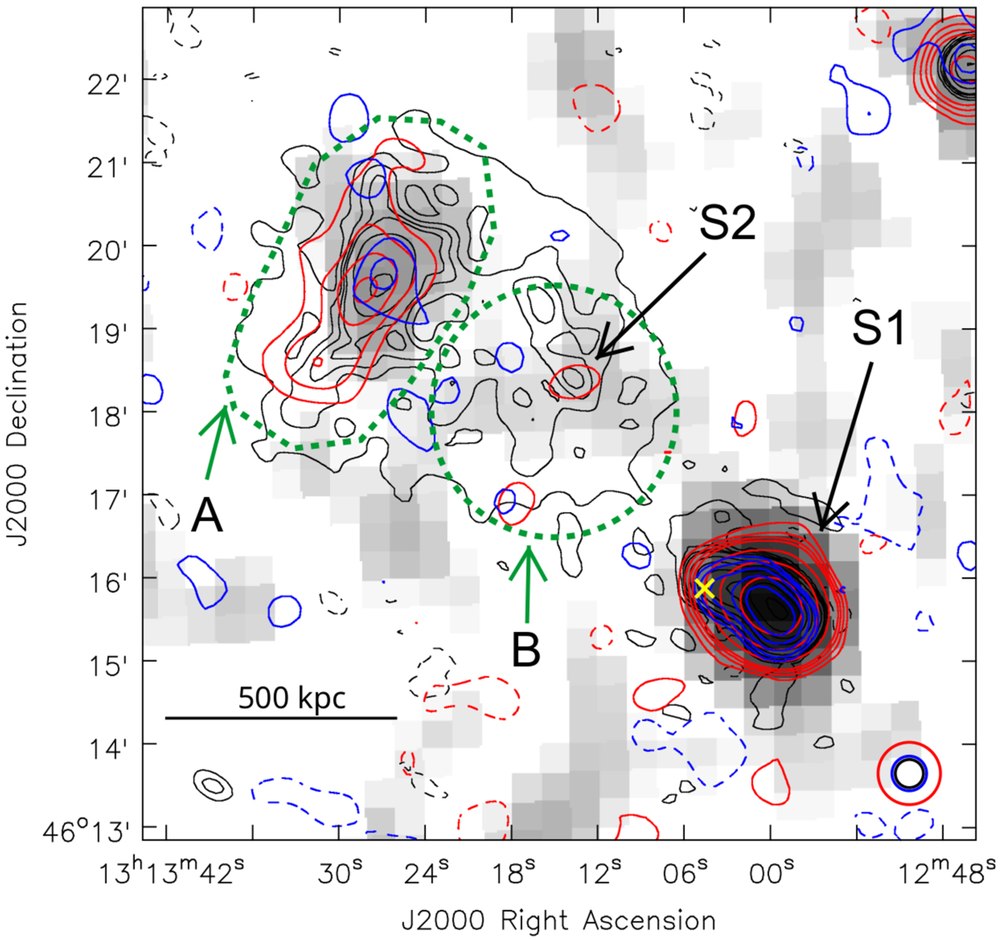 22'
21'
S2
20'
S1
19'
J2000 Declination
18'
A
17'
16'
B
15'
500 kpc
14'
46°13'
13ʰ13ᵐ42ˢ 30ˢ 24ˢ 18ˢ 12ˢ 06ˢ 00ˢ 12ᵐ48ˢ
J2000 Right Ascension